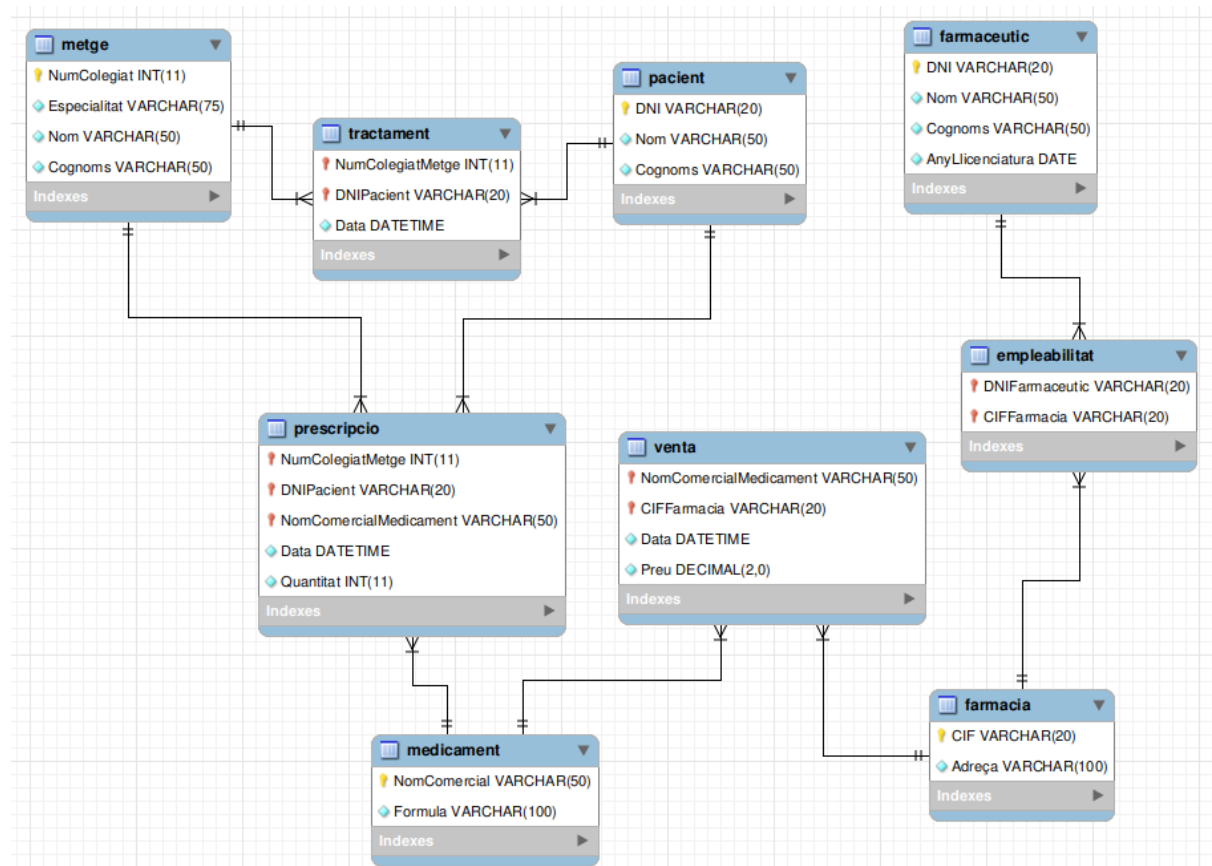 metge
NumColegiat INT(11)
Especialitat VARCHAR(75)
Nom VARCHAR(50)
Cognoms VARCHAR(50)
Indexes
tractament
NumColegiatMetge INT(11)
DNIPacient VARCHAR(20)
Data DATETIME
Indexes
pacient
DNI VARCHAR(20)
Nom VARCHAR(50)
Cognoms VARCHAR(50)
Indexes
farmaceutic
DNI VARCHAR(20)
Nom VARCHAR(50)
Cognoms VARCHAR(50)
AnyLlicenciatura DATE
Indexes
empleabilitat
DNIFarmaceutic VARCHAR(20)
CIFFarmacia VARCHAR(20)
Indexes
prescripcio
NumColegiatMetge INT(11)
DNIPacient VARCHAR(20)
NomComercialMedicament VARCHAR(50)
Data DATETIME
Quantitat INT(11)
Indexes
venta
NomComercialMedicament VARCHAR(50)
CIFFarmacia VARCHAR(20)
Data DATETIME
Preu DECIMAL(2,0)
Indexes
medicament
NomComercial VARCHAR(50)
Formula VARCHAR(100)
Indexes
farmacia
CIF VARCHAR(20)
Adreça VARCHAR(100)
Indexes